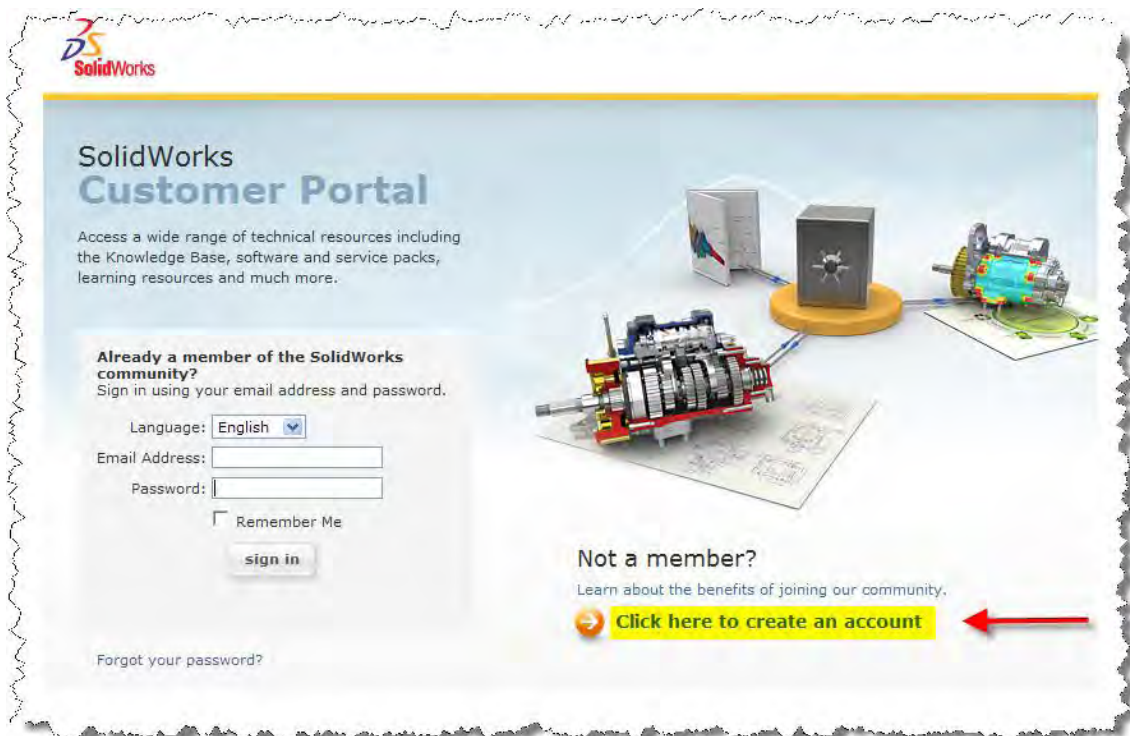 SolidWorks
SolidWorks
Customer Portal
Access a wide range of technical resources including
the Knowledge Base, software and service packs,
learning resources and much more.
Already a member of the SolidWorks
community?
Sign in using your email address and password.
Language: English
Email Address:
Password:
Remember Me
sign in
Forgot your password?
Not a member?
Learn about the benefits of joining our community.
Click here to create an account